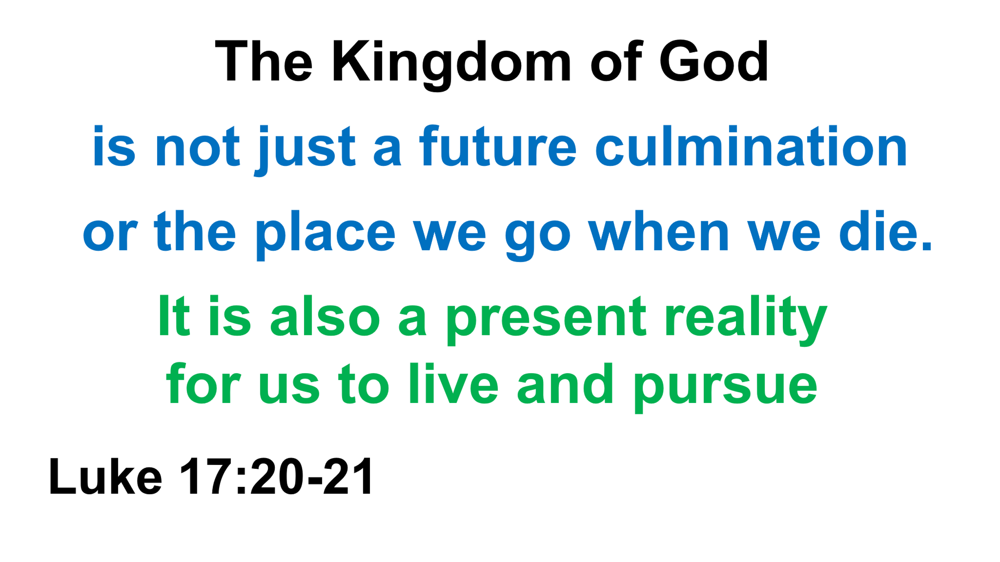 The Kingdom of God
is not just a future culmination
or the place we go when we die.
It is also a present reality
for us to live and pursue
Luke 17:20-21